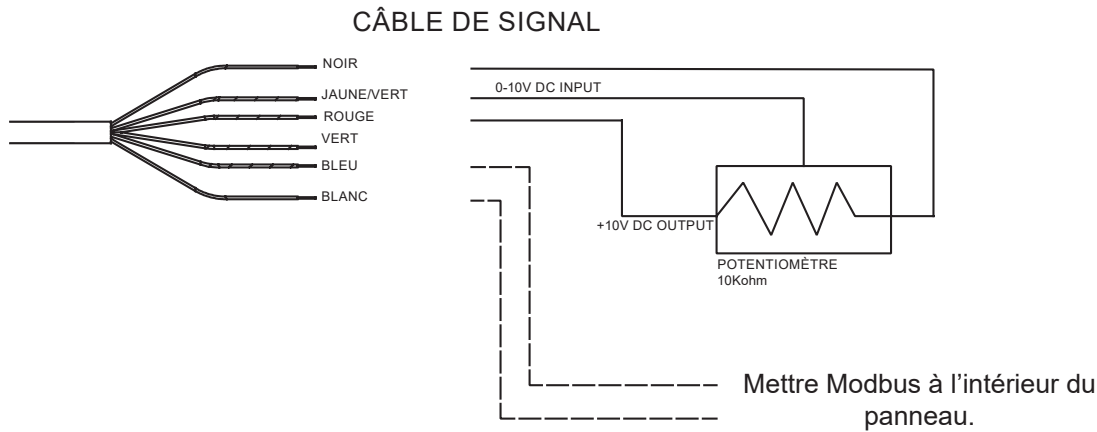 CÂBLE DE SIGNAL
NOIR
JAUNE/VERT
ROUGE
VERT
BLEU
BLANC
0-10V DC INPUT
+10V DC OUTPUT
POTENTIOMÈTRE
10Kohm
Mettre Modbus à l’intérieur du
panneau.